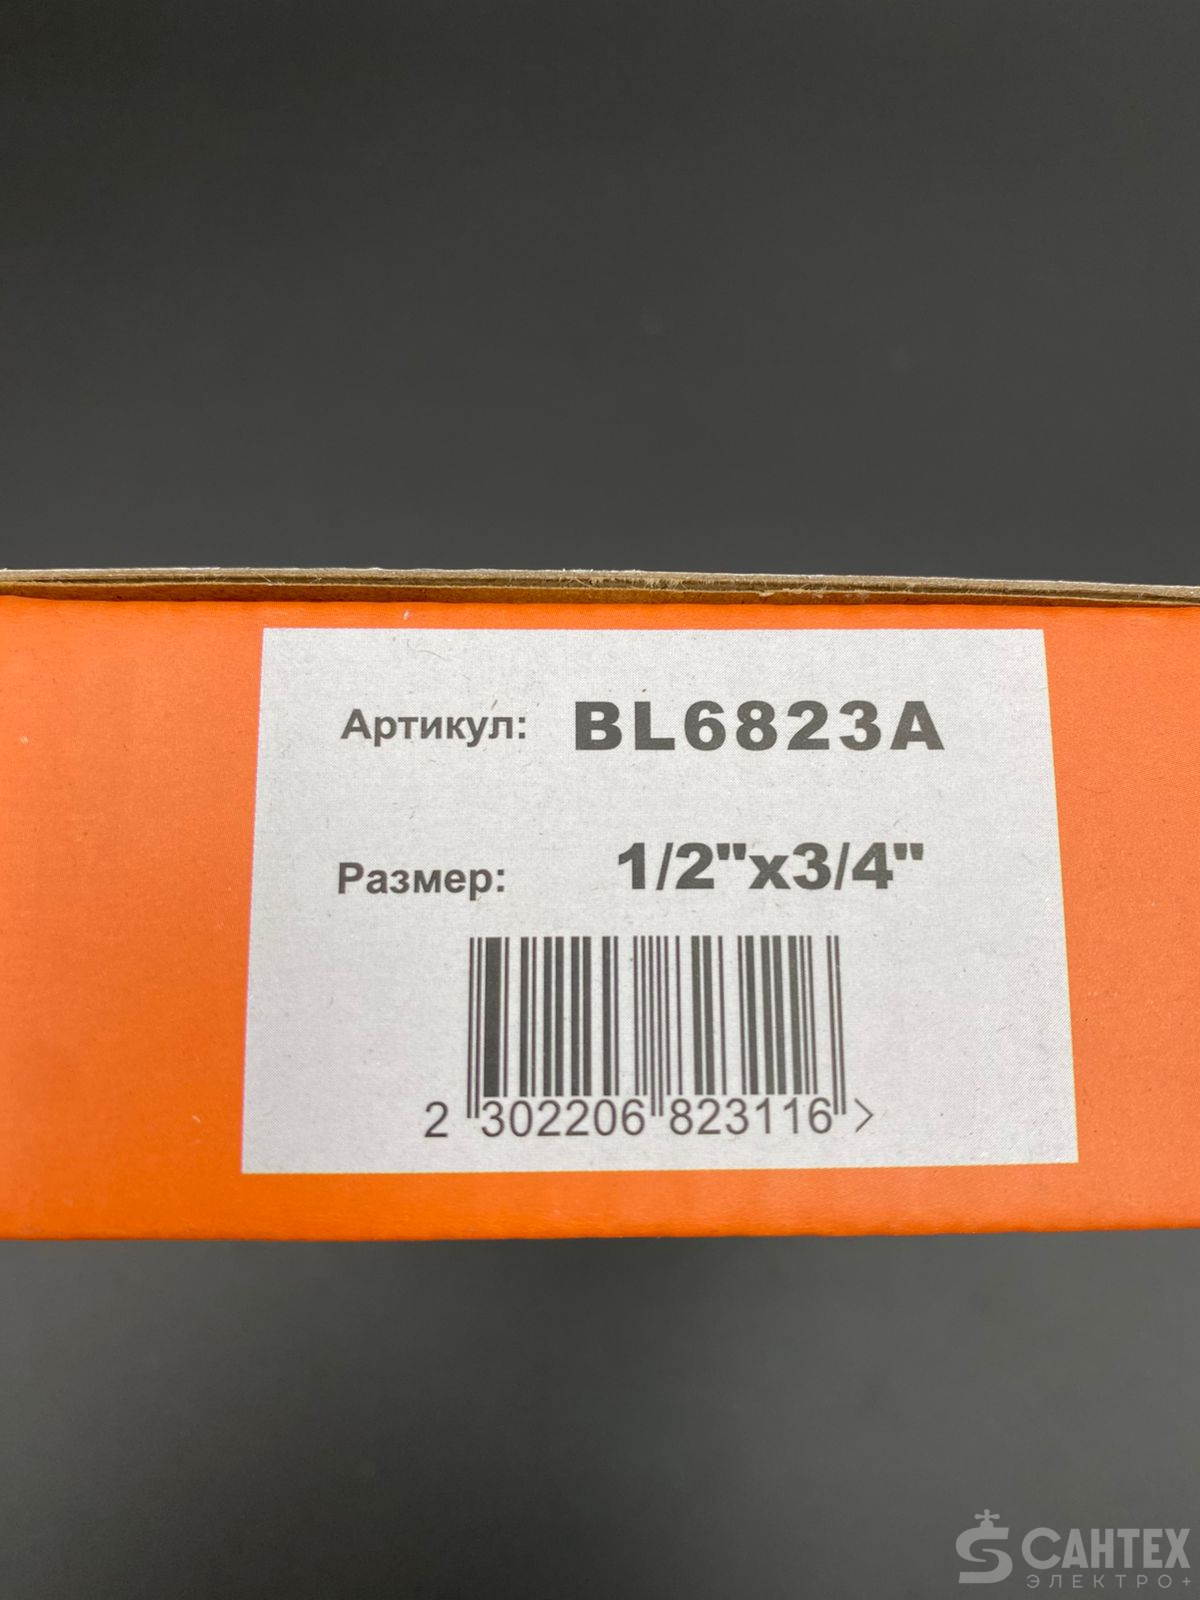 Артикул: BL6823A
Размер: 1/2"x3/4"
2 302206 823116 >
САНТЕХ
ЭЛЕКТРО+